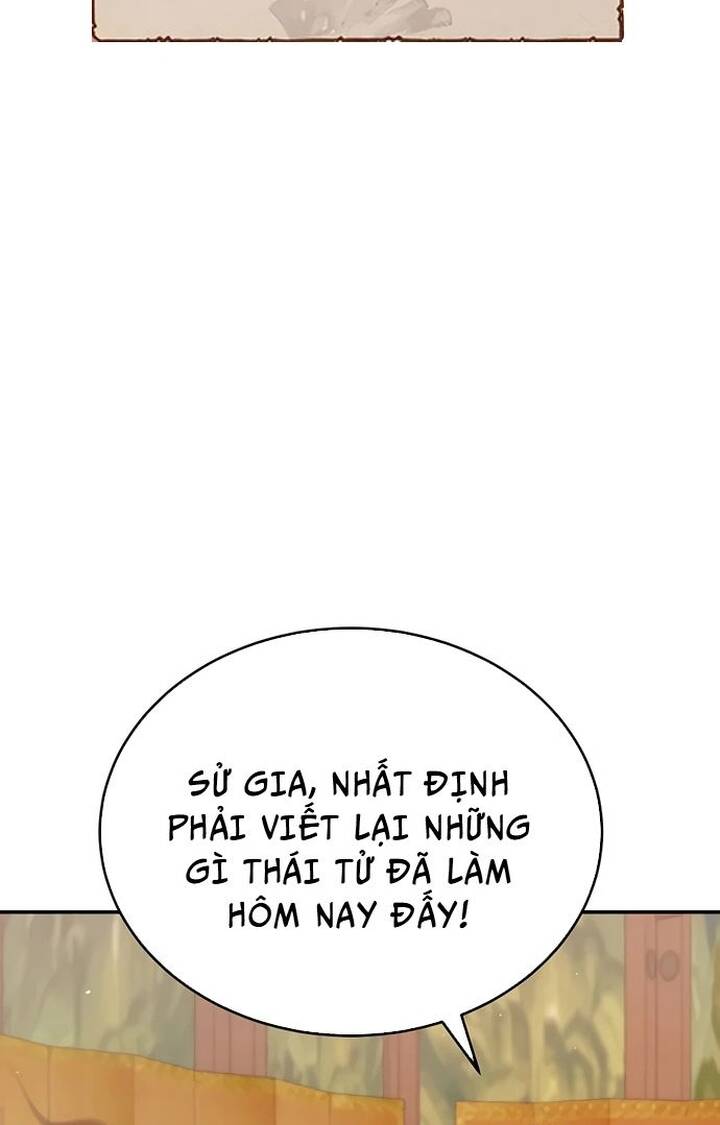 SỬ GIA, NHẤT ĐỊNH
PHẢI VIẾT LẠI NHỮNG
GÌ THÁI TỬ ĐÃ LÀM
HÔM NAY ĐẤY!